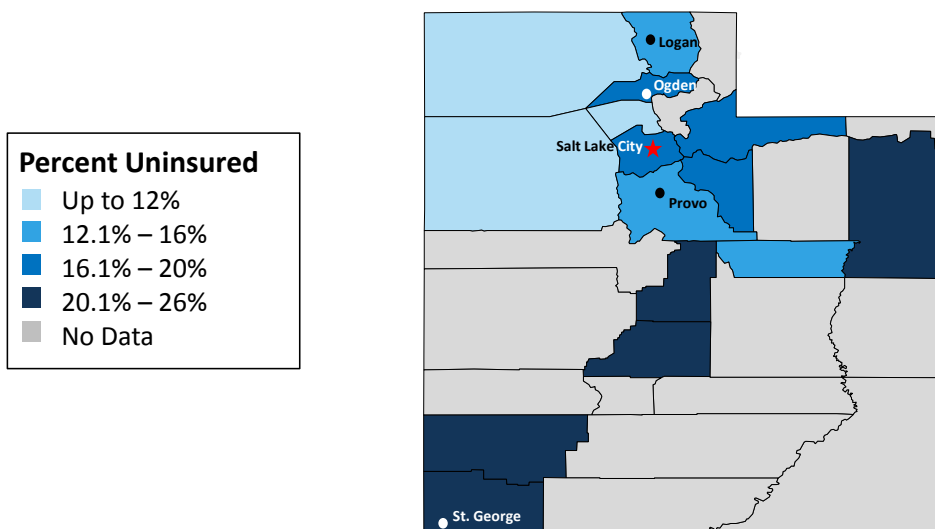 Percent Uninsured
Up to 12%
12.1% – 16%
16.1% – 20%
20.1% – 26%
No Data
Logan
Ogden
Salt Lake City
Provo
St. George